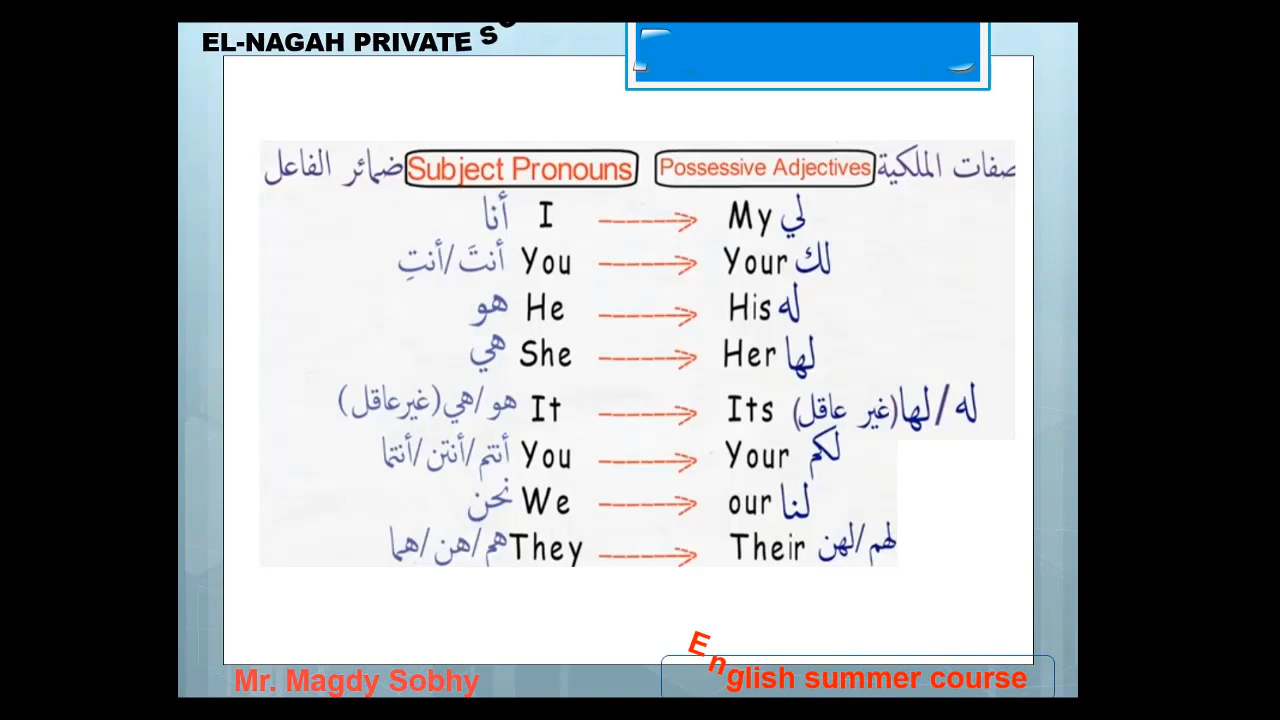 EL-NAGAH PRIVATE S
ضمائر الفاعل Subject Pronouns Possessive Adjectives صفات الملكية
أنا I My لي
أنتَ/أنتِ You Your لك
هو He His له
هي She Her لها
هو/هي(غيرعاقل) It Its له/لها(غير عاقل)
أنتم/أنتن/أنتما You Your لكم
نحن We our لنا
هم/هن/هما They Their لهم/لهن
Mr. Magdy Sobhy
English summer course